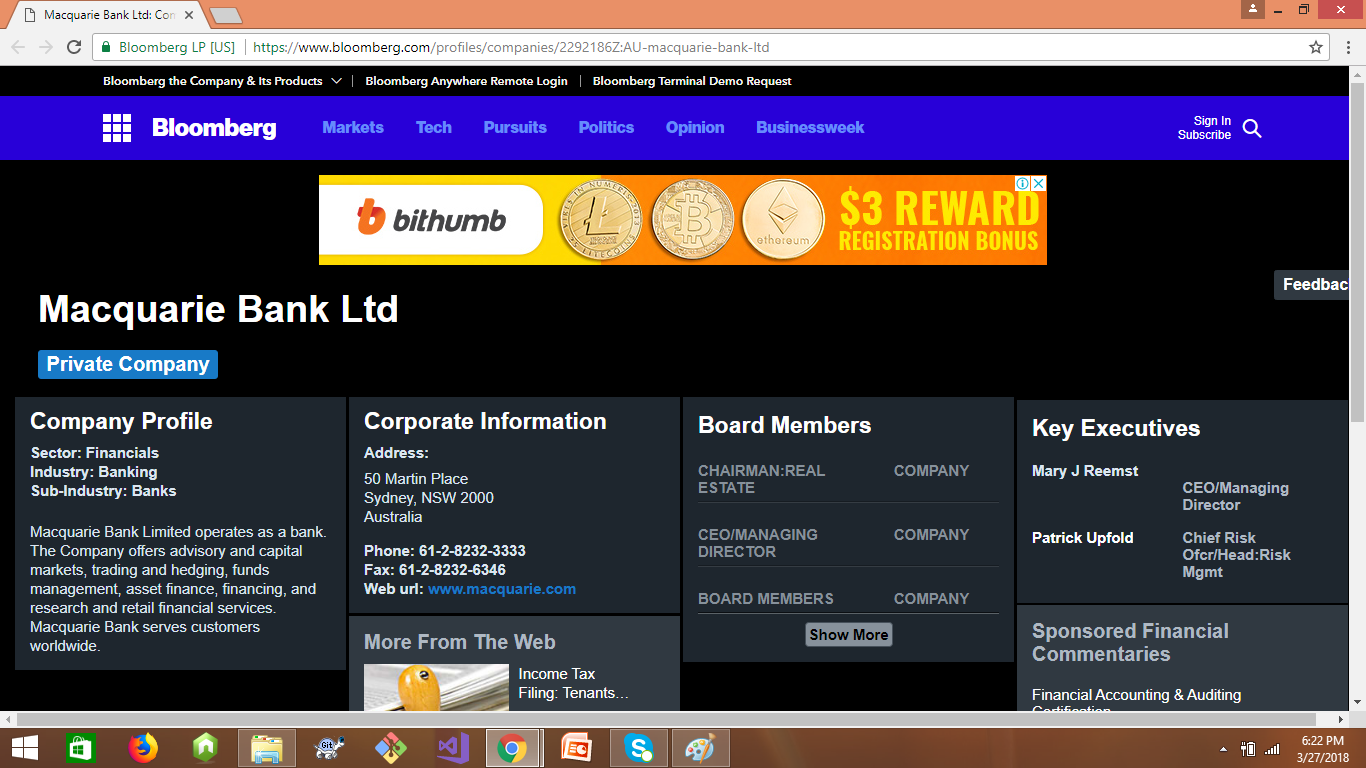 Macquarie Bank Ltd: Con
Bloomberg LP [US]
https://www.bloomberg.com/profiles/companies/2292186Z:AU-macquarie-bank-ltd
Bloomberg the Company & Its Products
Bloomberg Anywhere Remote Login
Bloomberg Terminal Demo Request
Bloomberg
Markets
Tech
Pursuits
Politics
Opinion
Businessweek
Sign In
Subscribe
bithumb
ethereum
$3 REWARD
REGISTRATION BONUS
Feedbac
Macquarie Bank Ltd
Private Company
Company Profile
Sector: Financials
Industry: Banking
Sub-Industry: Banks
Macquarie Bank Limited operates as a bank.
The Company offers advisory and capital
markets, trading and hedging, funds
management, asset finance, financing, and
research and retail financial services.
Macquarie Bank serves customers
worldwide.
Corporate Information
Address:
50 Martin Place
Sydney, NSW 2000
Australia
Phone: 61-2-8232-3333
Fax: 61-2-8232-6346
Web url: www.macquarie.com
More From The Web
Income Tax
Filing: Tenants…
Board Members
CHAIRMAN:REAL
ESTATE
COMPANY
CEO/MANAGING
DIRECTOR
COMPANY
BOARD MEMBERS
COMPANY
Show More
Key Executives
Mary J Reemst
CEO/Managing
Director
Patrick Upfold
Chief Risk
Ofcr/Head:Risk
Mgmt
Sponsored Financial
Commentaries
Financial Accounting & Auditing
Certification
Git
6:22 PM
3/27/2018